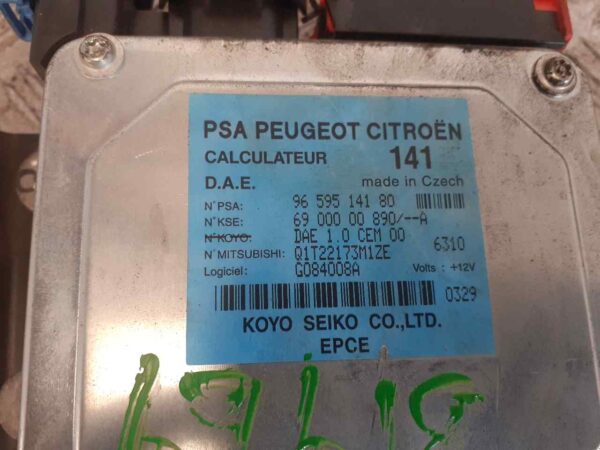 PSA PEUGEOT CITROËN
CALCULATEUR 141
D.A.E. made in Czech
N°PSA: 96 595 141 80
N°KSE: 69 000 00 890/--A
N°KOYO: DAE 1.0 CEM 00
N°MITSUBISHI: Q1T22173M1ZE 6310
Logiciel: G084008A Volts : +12V
0329
KOYO SEIKO CO.,LTD.
EPCE